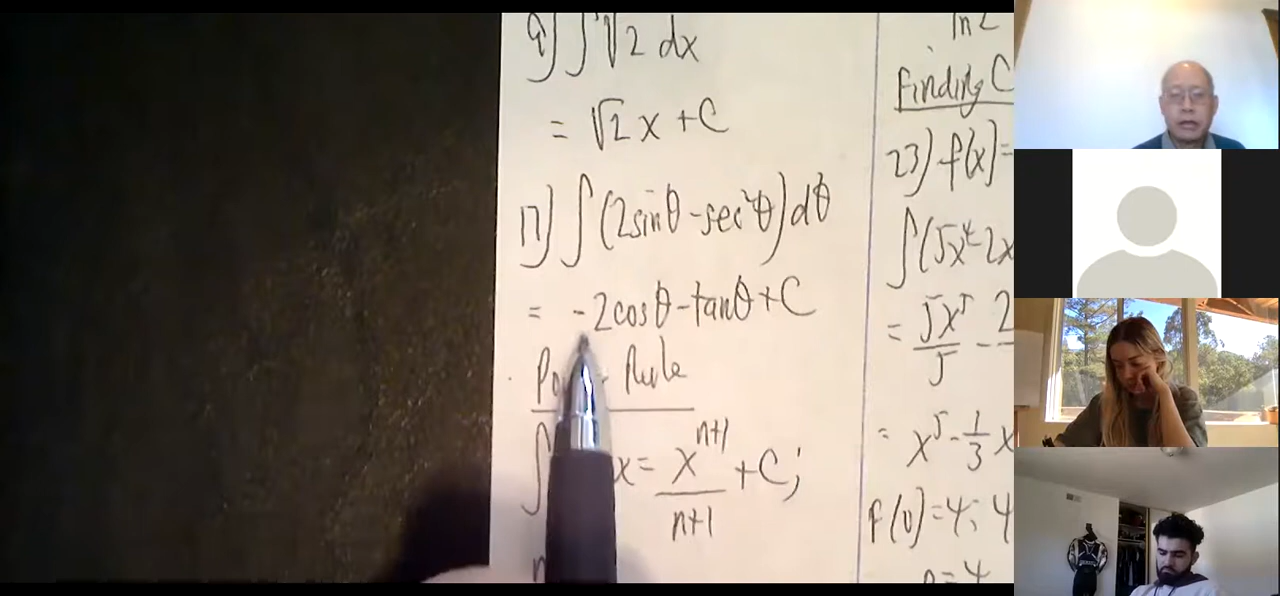 9) ∫ √2 dx
= √2 x + C
17) ∫ (2sinθ - sec²θ) dθ
= -2cosθ - tanθ + C
Rule
∫ x = x^(n+1)/(n+1) + C;
ln 2
Finding C
23) f(x) =
∫ (5x⁴ - 2x
= 5x⁵/5 - 2
= x⁵ - 1/3 x
f(0) = 4; 4
= 4